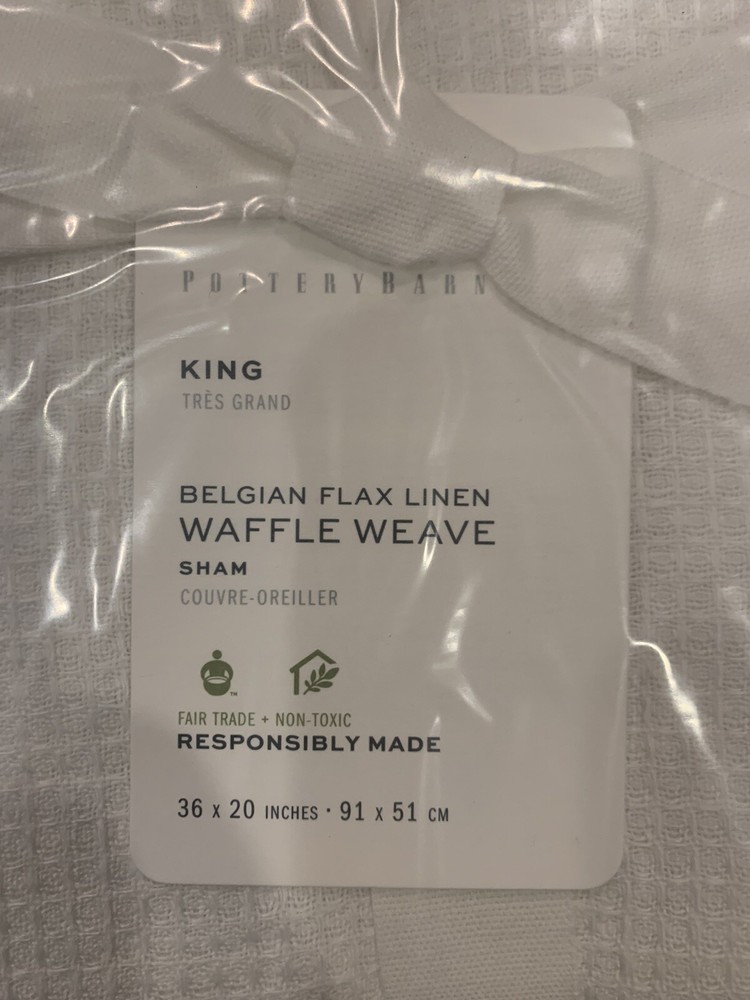 POTTERYBARN
KING
TRÈS GRAND
BELGIAN FLAX LINEN
WAFFLE WEAVE
SHAM
COUVRE-OREILLER
TM
FAIR TRADE + NON-TOXIC
RESPONSIBLY MADE
36 x 20 INCHES · 91 x 51 CM